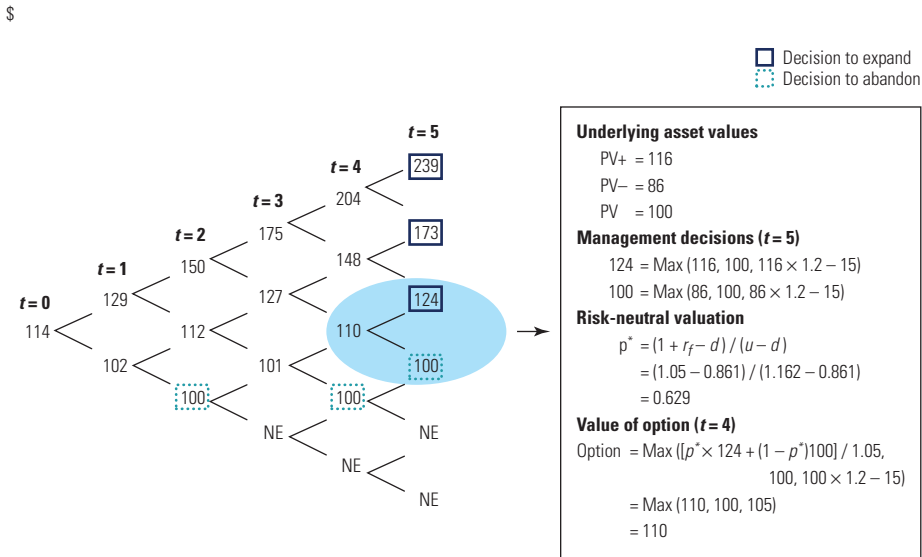 $
Decision to expand
Decision to abandon
t = 5
239
t = 4
204
t = 3
175
173
t = 2
150
148
t = 1
129
127
124
t = 0
114
112
110
102
101
100
100
100
NE
NE
NE
NE
Underlying asset values
PV+ = 116
PV– = 86
PV = 100
Management decisions (t = 5)
124 = Max (116, 100, 116 × 1.2 – 15)
100 = Max (86, 100, 86 × 1.2 – 15)
Risk-neutral valuation
p* = (1 + rf – d) / (u – d)
= (1.05 – 0.861) / (1.162 – 0.861)
= 0.629
Value of option (t = 4)
Option = Max ([p* × 124 + (1 – p*)100] / 1.05,
100, 100 × 1.2 – 15)
= Max (110, 100, 105)
= 110